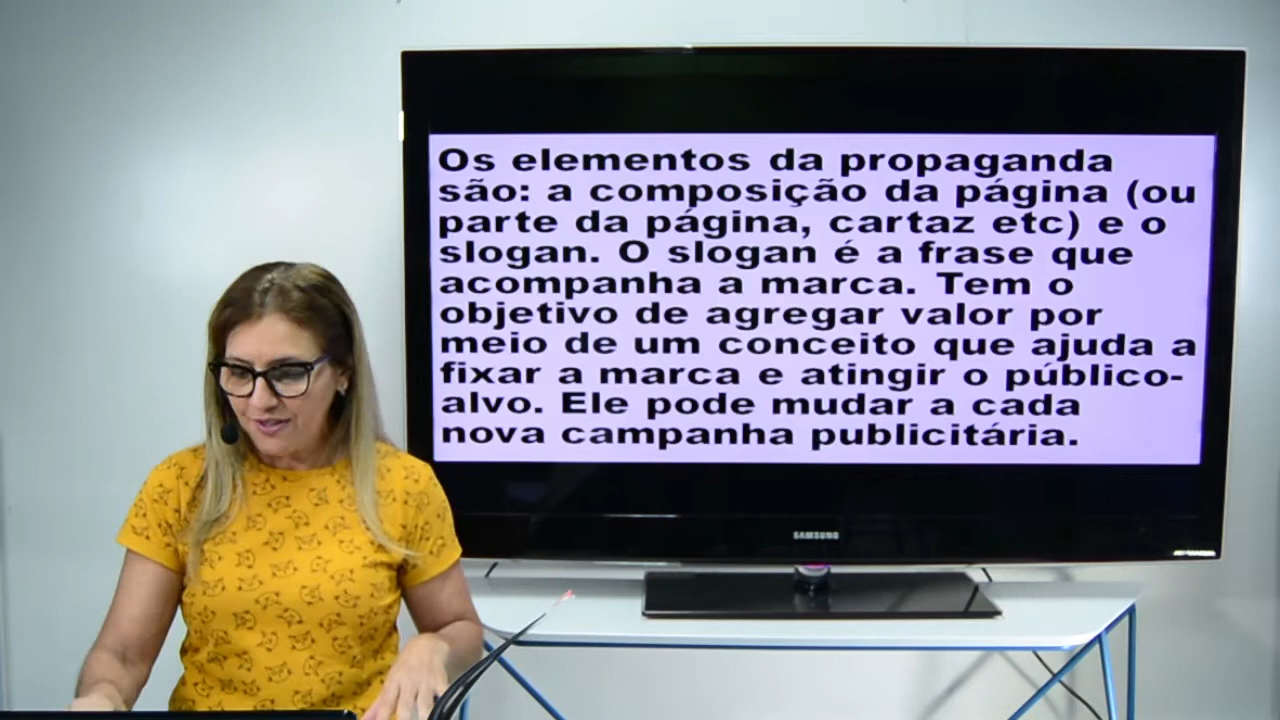 Os elementos da propaganda
são: a composição da página (ou
parte da página, cartaz etc) e o
slogan. O slogan é a frase que
acompanha a marca. Tem o
objetivo de agregar valor por
meio de um conceito que ajuda a
fixar a marca e atingir o público-
alvo. Ele pode mudar a cada
nova campanha publicitária.
SAMSUNG